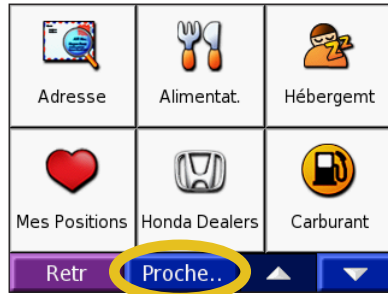 Adresse Alimentat. Hébergemt
Mes Positions Honda Dealers Carburant
Retr Proche..